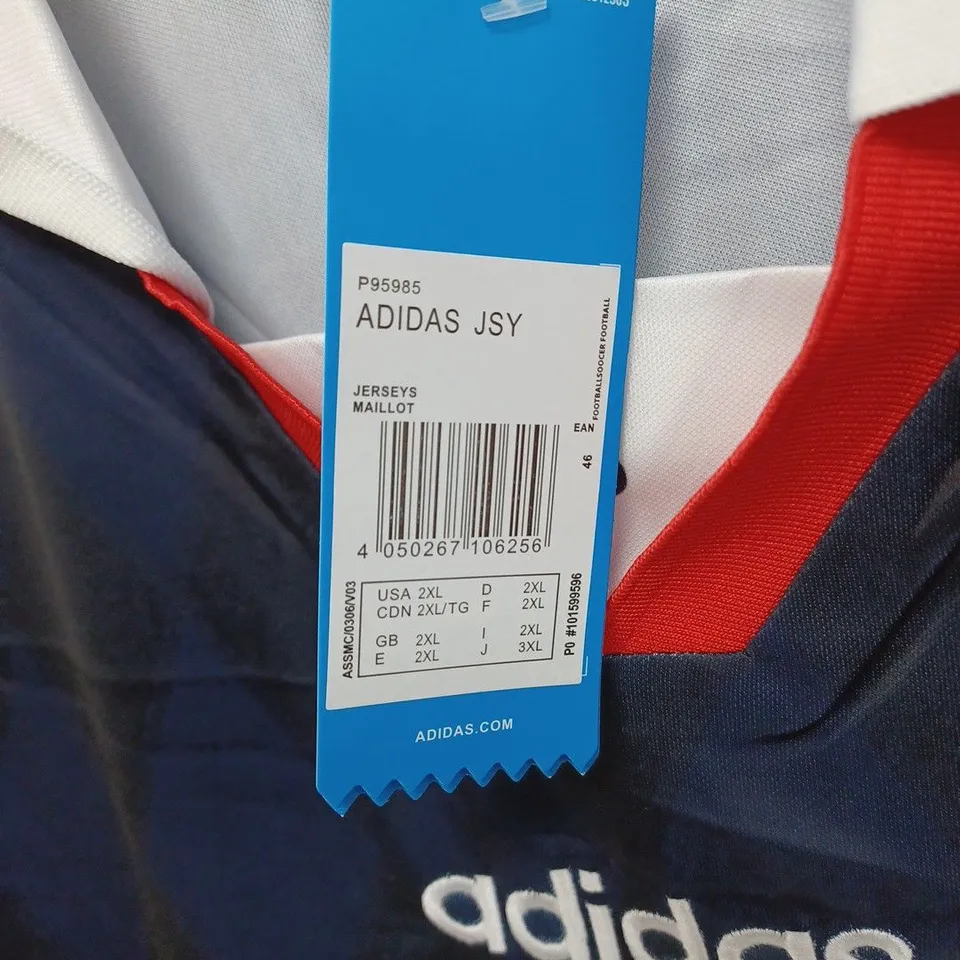 P95985
ADIDAS JSY
JERSEYS
MAILLOT
FOOTBALLSOCCER FOOTBALL
EAN
46
4 050267 106256
USA 2XL D 2XL
CDN 2XL/TG F 2XL
GB 2XL I 2XL
E 2XL J 3XL
ASSMC/0306/V03
PO #101599596
ADIDAS.COM
adidas